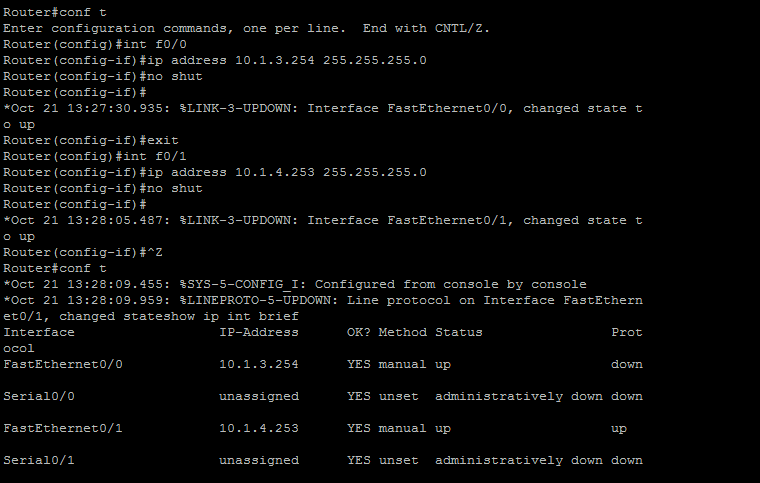 Router#conf t
Enter configuration commands, one per line.  End with CNTL/Z.
Router(config)#int f0/0
Router(config-if)#ip address 10.1.3.254 255.255.255.0
Router(config-if)#no shut
Router(config-if)#
*Oct 21 13:27:30.935: %LINK-3-UPDOWN: Interface FastEthernet0/0, changed state t
o up
Router(config-if)#exit
Router(config)#int f0/1
Router(config-if)#ip address 10.1.4.253 255.255.255.0
Router(config-if)#no shut
Router(config-if)#
*Oct 21 13:28:05.487: %LINK-3-UPDOWN: Interface FastEthernet0/1, changed state t
o up
Router(config-if)#^Z
Router#conf t
*Oct 21 13:28:09.455: %SYS-5-CONFIG_I: Configured from console by console
*Oct 21 13:28:09.959: %LINEPROTO-5-UPDOWN: Line protocol on Interface FastEthern
et0/1, changed stateshow ip int brief
Interface                  IP-Address      OK? Method Status                Prot
ocol
FastEthernet0/0            10.1.3.254      YES manual up                    down
Serial0/0                  unassigned      YES unset  administratively down down
FastEthernet0/1            10.1.4.253      YES manual up                    up
Serial0/1                  unassigned      YES unset  administratively down down